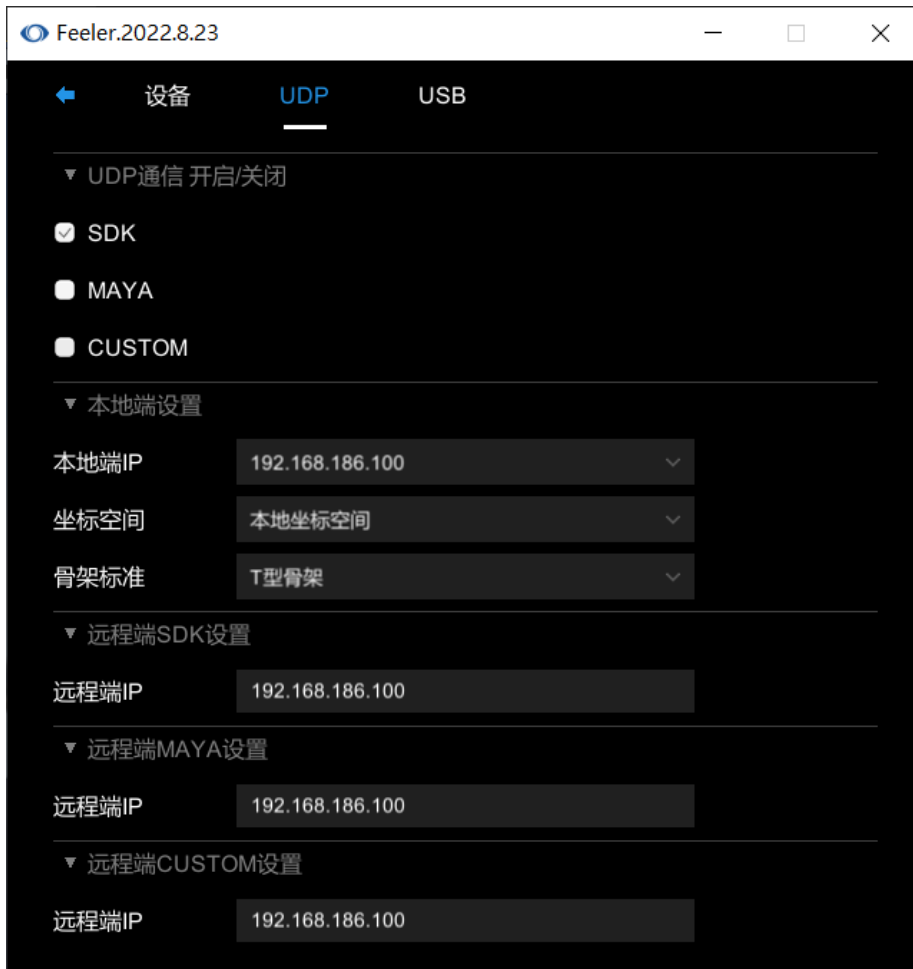 Feeler.2022.8.23
设备 UDP USB
UDP通信 开启/关闭
SDK
MAYA
CUSTOM
本地端设置
本地端IP 192.168.186.100
坐标空间 本地坐标空间
骨架标准 T型骨架
远程端SDK设置
远程端IP 192.168.186.100
远程端MAYA设置
远程端IP 192.168.186.100
远程端CUSTOM设置
远程端IP 192.168.186.100